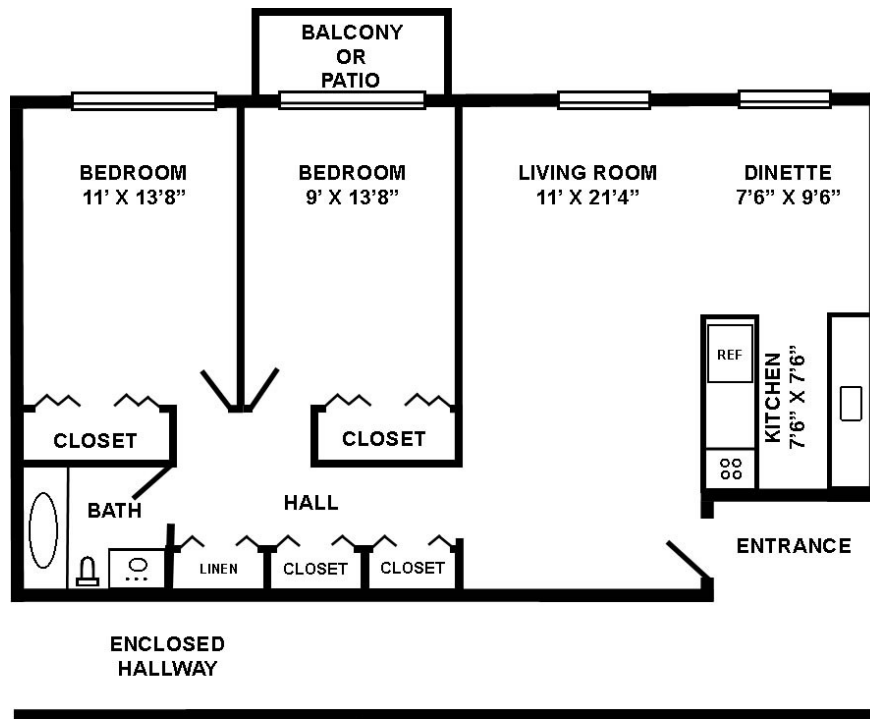 BALCONY
OR
PATIO
BEDROOM
11’ X 13’8”
BEDROOM
9’ X 13’8”
LIVING ROOM
11’ X 21’4”
DINETTE
7’6” X 9’6”
REF
KITCHEN
7’6” X 7’6”
CLOSET
CLOSET
BATH
HALL
ENTRANCE
LINEN
CLOSET
CLOSET
ENCLOSED
HALLWAY